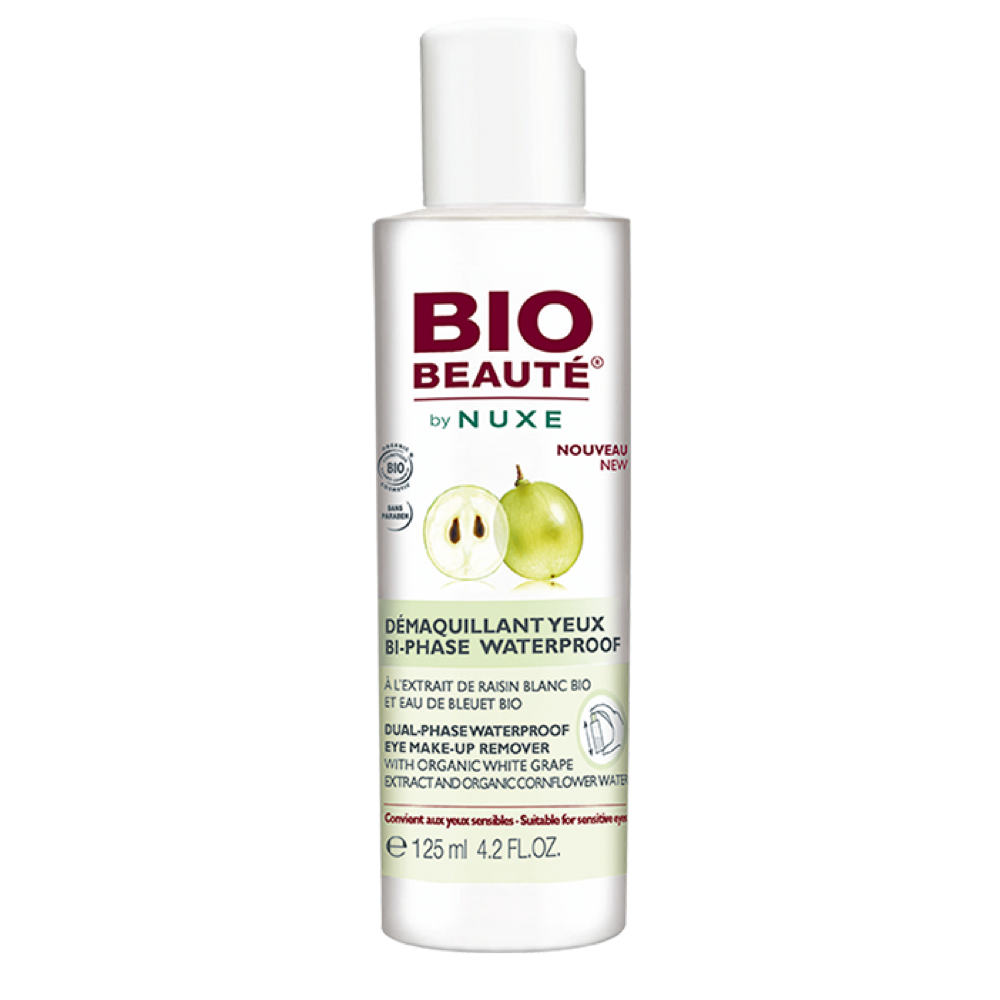 BIO
BEAUTÉ®
by NUXE
NOUVEAU
NEW
ORGANIC
BIO
SANS
PARABEN
DÉMAQUILLANT YEUX
BI-PHASE WATERPROOF
À L'EXTRAIT DE RAISIN BLANC BIO
ET EAU DE BLEUET BIO
DUAL-PHASE WATERPROOF
EYE MAKE-UP REMOVER
WITH ORGANIC WHITE GRAPE
EXTRACT AND ORGANIC CORNFLOWER WATER
Convient aux yeux sensibles - Suitable for sensitive eyes
℮ 125 ml 4.2 FL.OZ.